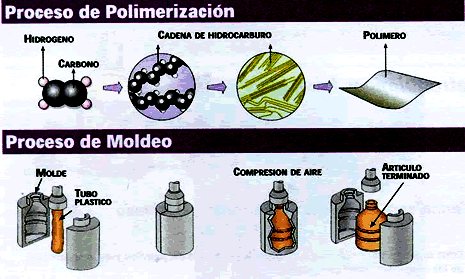 Proceso de Polimerización
HIDROGENO
CARBONO
CADENA DE HIDROCARBURO
POLIMERO
Proceso de Moldeo
MOLDE
TUBO
PLASTICO
COMPRESION DE AIRE
ARTICULO
TERMINADO